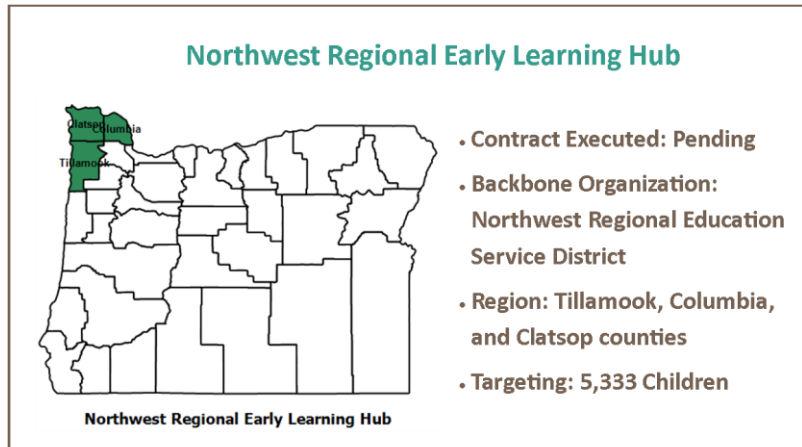 Northwest Regional Early Learning Hub
Clatsop
Columbia
Tillamook
• Contract Executed: Pending
• Backbone Organization:
Northwest Regional Education
Service District
• Region: Tillamook, Columbia,
and Clatsop counties
• Targeting: 5,333 Children
Northwest Regional Early Learning Hub